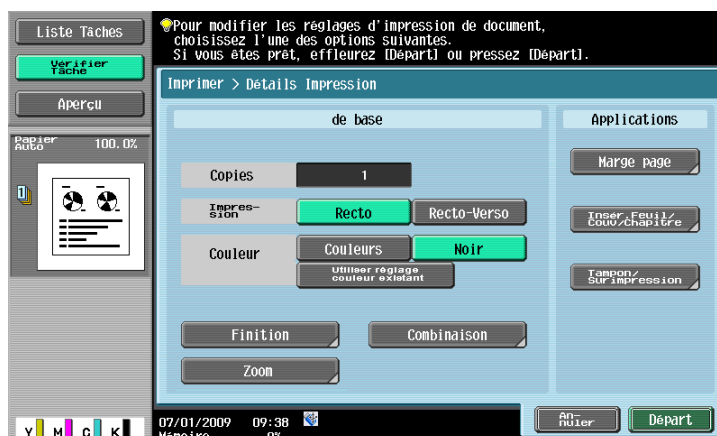 Liste Tâches
Vérifier
Tâche
Aperçu
Papier
Auto 100.0%
Y M C K
Pour modifier les réglages d'impression de document,
choisissez l'une des options suivantes.
Si vous êtes prêt, effleurez [Départ] ou pressez [Départ].
Imprimer > Détails Impression
de base
Applications
Copies 1
Impres-
sion Recto Recto-Verso
Couleur Couleurs Noir
Utiliser réglage
couleur existant
Finition Combinaison
Zoom
Marge page
Insér.Feuil/
Couv/Chapitre
Tampon/
Surimpression
07/01/2009 09:38
Mémoire 0%
An-
nuler Départ